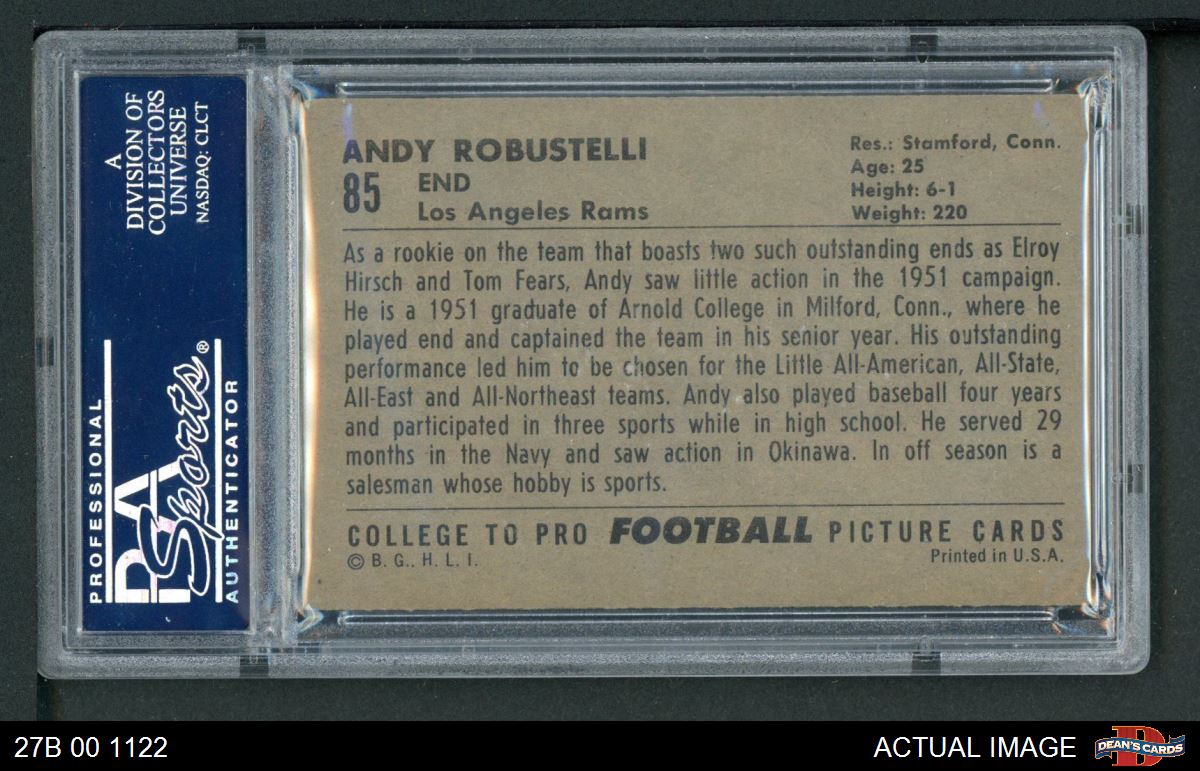 A
DIVISION OF
COLLECTORS
UNIVERSE
NASDAQ: CLCT
PROFESSIONAL
PSA
Sports®
AUTHENTICATOR
ANDY ROBUSTELLI
85
END
Los Angeles Rams
Res.: Stamford, Conn.
Age: 25
Height: 6-1
Weight: 220
As a rookie on the team that boasts two such outstanding ends as Elroy
Hirsch and Tom Fears, Andy saw little action in the 1951 campaign.
He is a 1951 graduate of Arnold College in Milford, Conn., where he
played end and captained the team in his senior year. His outstanding
performance led him to be chosen for the Little All-American, All-State,
All-East and All-Northeast teams. Andy also played baseball four years
and participated in three sports while in high school. He served 29
months in the Navy and saw action in Okinawa. In off season is a
salesman whose hobby is sports.
COLLEGE TO PRO FOOTBALL PICTURE CARDS
© B. G., H. L. I.
Printed in U.S.A.
27B 00 1122
ACTUAL IMAGE
D
DEAN'S CARDS